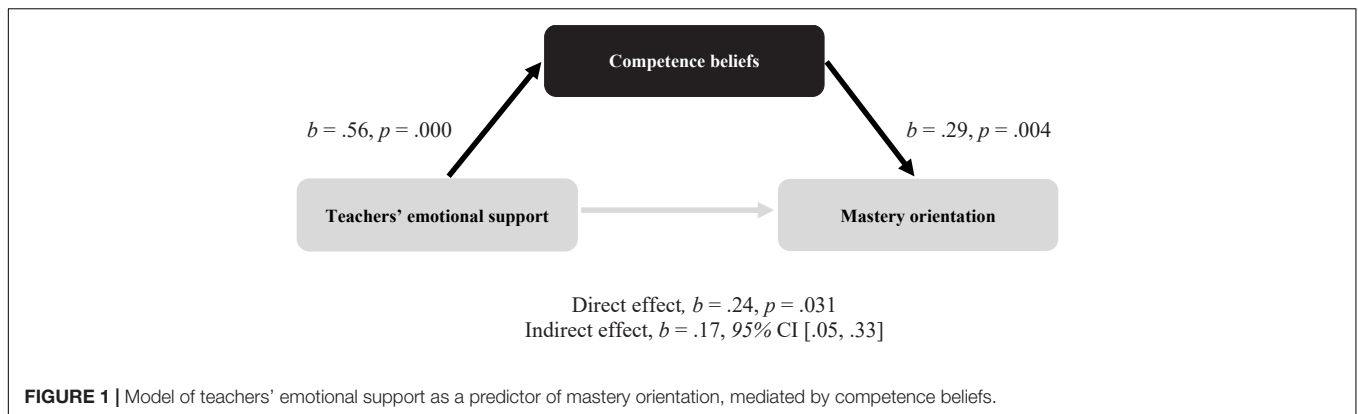 Competence beliefs
b = .56, p = .000
b = .29, p = .004
Teachers’ emotional support
Mastery orientation
Direct effect, b = .24, p = .031
Indirect effect, b = .17, 95% CI [.05, .33]
FIGURE 1 | Model of teachers’ emotional support as a predictor of mastery orientation, mediated by competence beliefs.